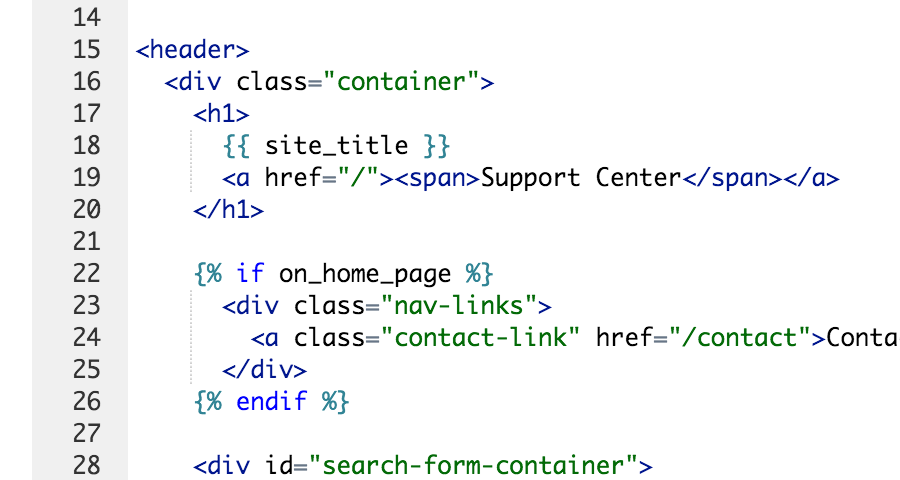 14
15 <header>
16 <div class="container">
17 <h1>
18 {{ site_title }}
19 <a href="/"><span>Support Center</span></a>
20 </h1>
21
22 {% if on_home_page %}
23 <div class="nav-links">
24 <a class="contact-link" href="/contact">Conta
25 </div>
26 {% endif %}
27
28 <div id="search-form-container">